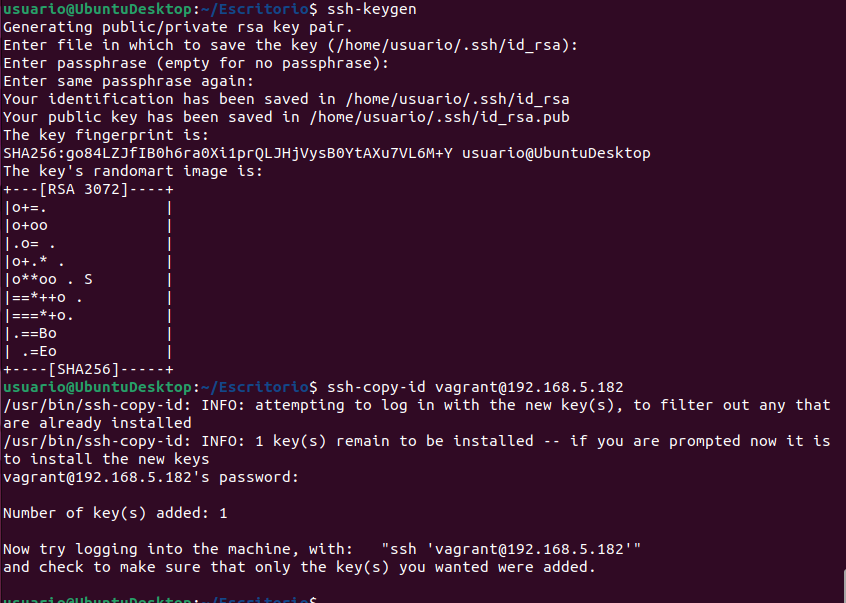 usuario@UbuntuDesktop:~/Escritorio$ ssh-keygen
Generating public/private rsa key pair.
Enter file in which to save the key (/home/usuario/.ssh/id_rsa):
Enter passphrase (empty for no passphrase):
Enter same passphrase again:
Your identification has been saved in /home/usuario/.ssh/id_rsa
Your public key has been saved in /home/usuario/.ssh/id_rsa.pub
The key fingerprint is:
SHA256:go84LZJfIB0h6ra0Xi1prQLJHjVysB0YtAXu7VL6M+Y usuario@UbuntuDesktop
The key's randomart image is:
+---[RSA 3072]----+
|o+=.             |
|o+oo             |
|.o= .            |
|o+.* .           |
|o**oo . S        |
|==*++o .         |
|===*+o.          |
|.==Bo            |
| .=Eo            |
+----[SHA256]-----+
usuario@UbuntuDesktop:~/Escritorio$ ssh-copy-id vagrant@192.168.5.182
/usr/bin/ssh-copy-id: INFO: attempting to log in with the new key(s), to filter out any that
are already installed
/usr/bin/ssh-copy-id: INFO: 1 key(s) remain to be installed -- if you are prompted now it is
to install the new keys
vagrant@192.168.5.182's password:
Number of key(s) added: 1
Now try logging into the machine, with:   "ssh 'vagrant@192.168.5.182'"
and check to make sure that only the key(s) you wanted were added.
usuario@UbuntuDesktop:~/Escritorio$